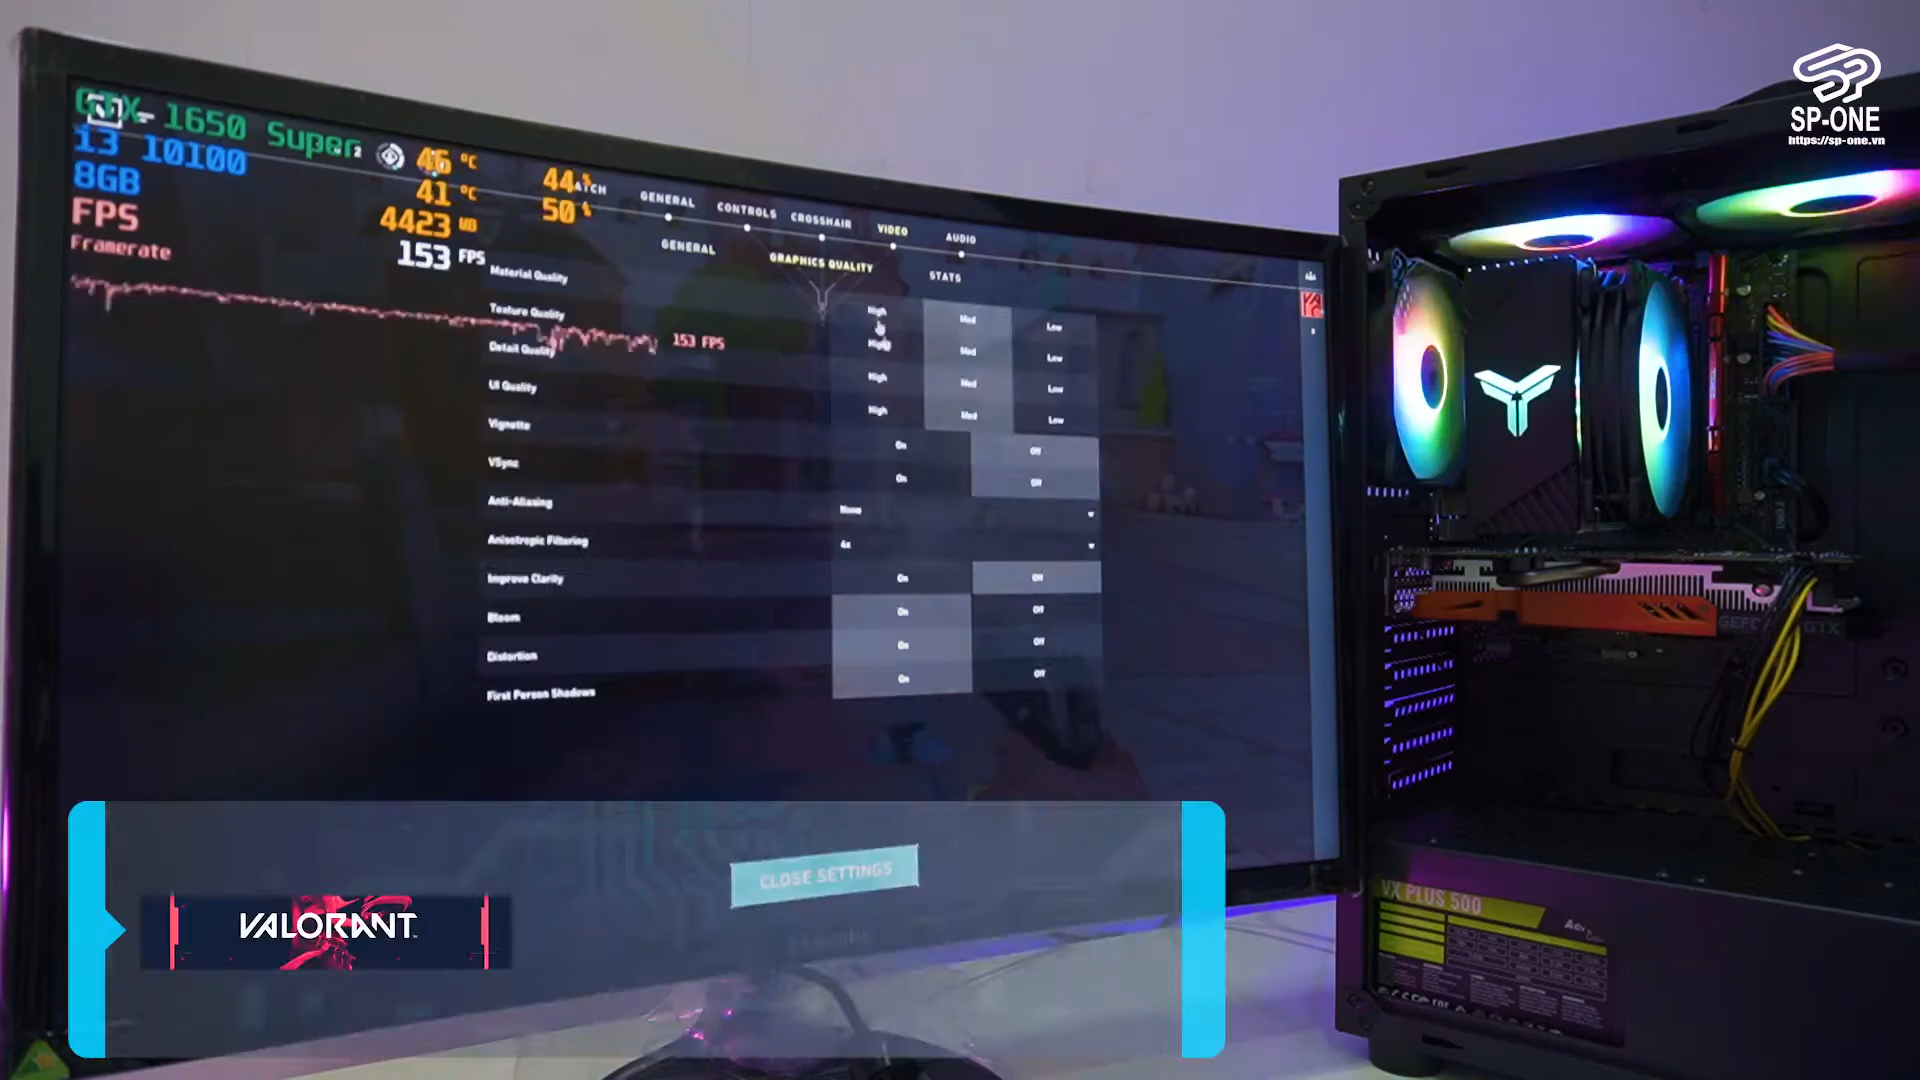 SP-ONE
https://sp-one.vn
GTX 1650 Super 46 °C 44 %
i3 10100 41 °C 50 %
8GB 4423 MB
FPS 153 FPS
Framerate
153 FPS
GENERAL CONTROLS CROSSHAIR VIDEO AUDIO
GENERAL GRAPHICS QUALITY STATS
Material Quality High Med Low
Texture Quality High Med Low
Detail Quality High Med Low
UI Quality High Med Low
Vignette On Off
VSync On Off
Anti-Aliasing None
Anisotropic Filtering 4x
Improve Clarity On Off
Bloom On Off
Distortion On Off
First Person Shadows On Off
CLOSE SETTINGS
VALORANT
GTX
VX PLUS 500